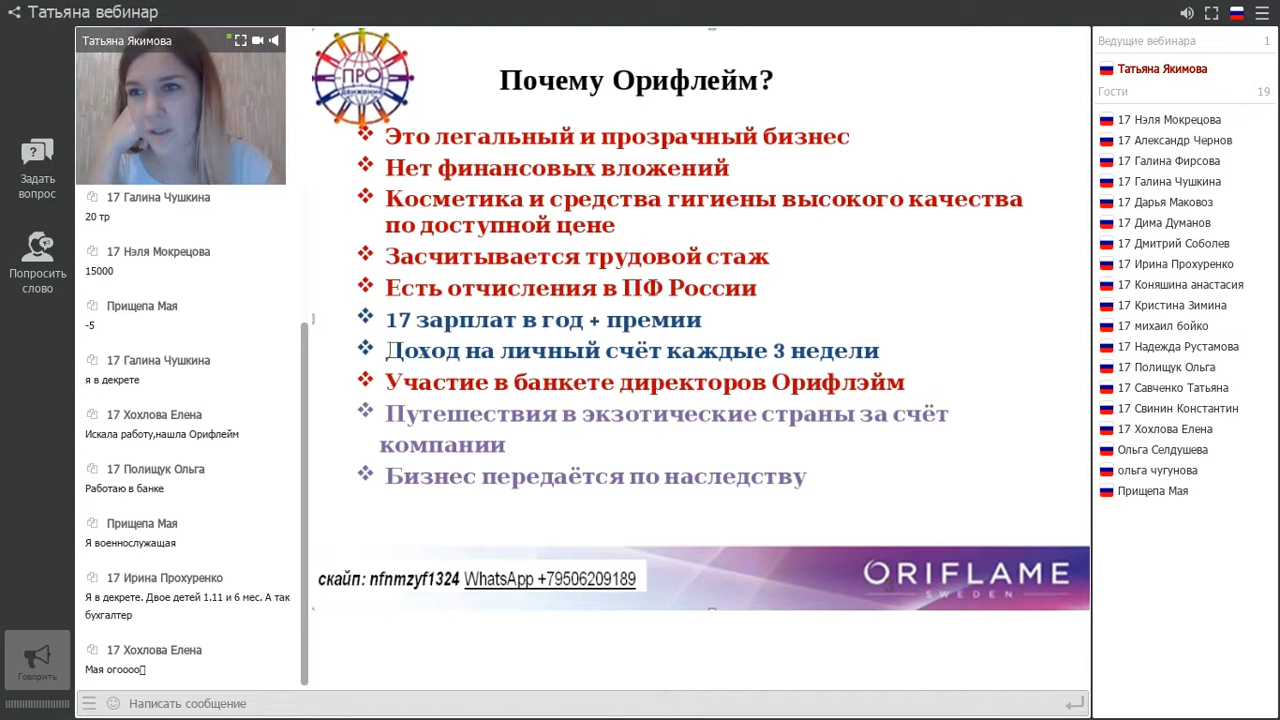 Татьяна вебинар
Татьяна Якимова
Задать
вопрос
Попросить
слово
Говорить
17 Галина Чушкина
20 тр
17 Нэля Мокрецова
15000
Прищепа Мая
-5
17 Галина Чушкина
я в декрете
17 Хохлова Елена
Искала работу,нашла Орифлейм
17 Полищук Ольга
Работаю в банке
Прищепа Мая
Я военнослужащая
17 Ирина Прохуренко
Я в декрете. Двое детей 1.11 и 6 мес. А так
бухгалтер
17 Хохлова Елена
Мая огоооо
Написать сообщение
ПРО
движение
Почему Орифлейм?
Это легальный и прозрачный бизнес
Нет финансовых вложений
Косметика и средства гигиены высокого качества
по доступной цене
Засчитывается трудовой стаж
Есть отчисления в ПФ России
17 зарплат в год + премии
Доход на личный счёт каждые 3 недели
Участие в банкете директоров Орифлэйм
Путешествия в экзотические страны за счёт
компании
Бизнес передаётся по наследству
скайп: nfnmzyf1324 WhatsApp +79506209189
ORIFLAME
SWEDEN
Ведущие вебинара 1
Татьяна Якимова
Гости 19
17 Нэля Мокрецова
17 Александр Чернов
17 Галина Фирсова
17 Галина Чушкина
17 Дарья Маковоз
17 Дима Думанов
17 Дмитрий Соболев
17 Ирина Прохуренко
17 Коняшина анастасия
17 Кристина Зимина
17 михаил бойко
17 Надежда Рустамова
17 Полищук Ольга
17 Савченко Татьяна
17 Свинин Константин
17 Хохлова Елена
Ольга Селдушева
ольга чугунова
Прищепа Мая